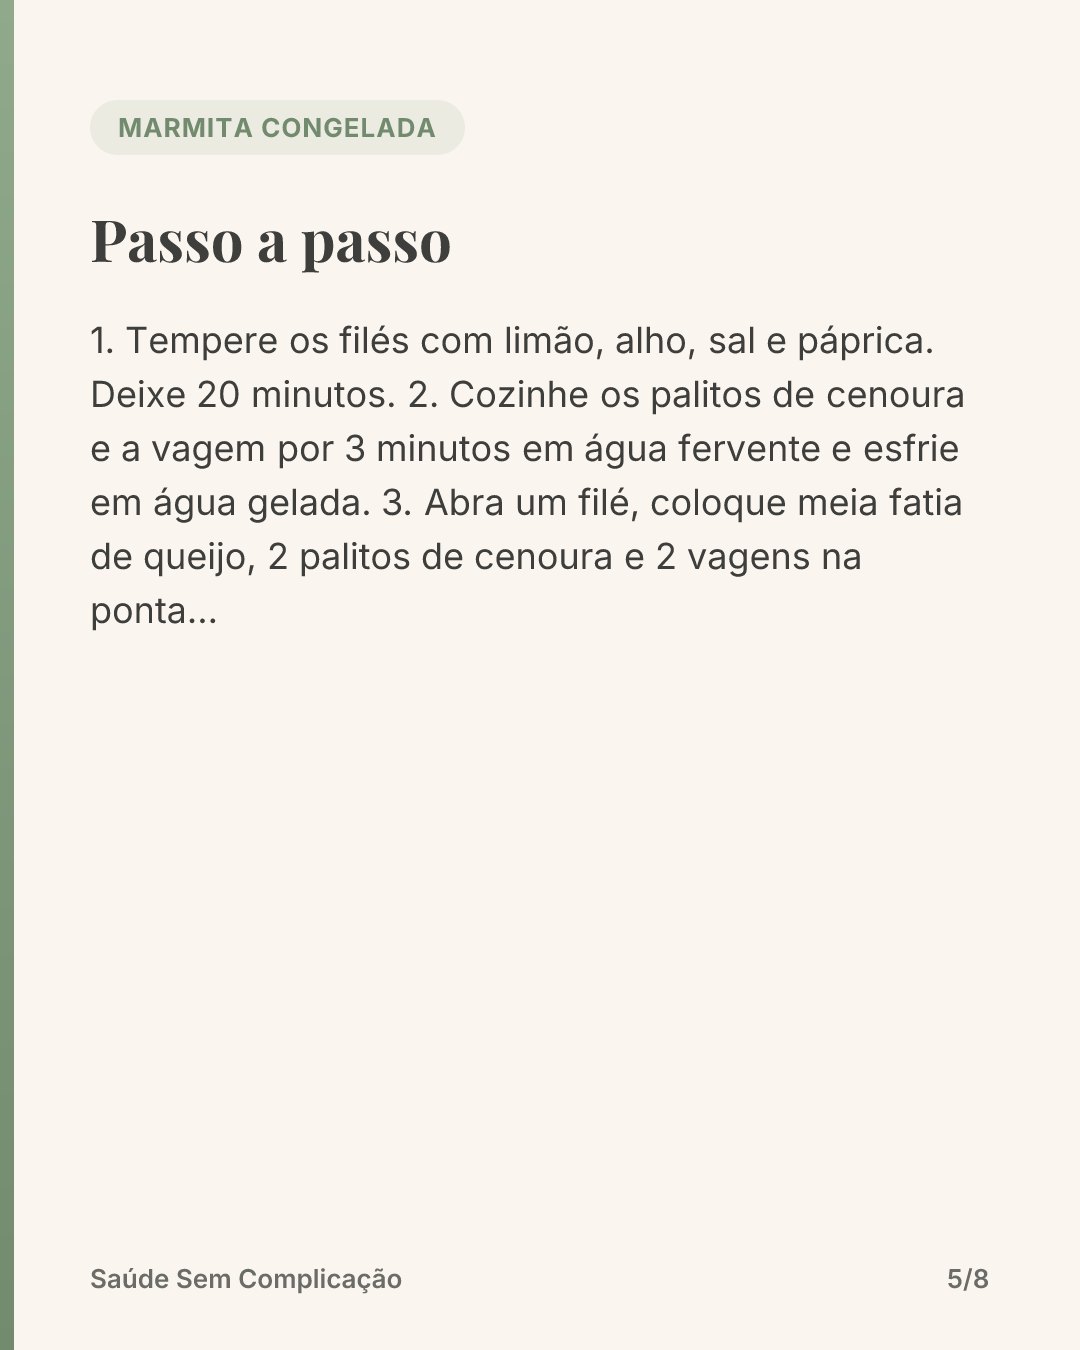 MARMITA CONGELADA
Passo a passo
1. Tempere os filés com limão, alho, sal e páprica.
Deixe 20 minutos. 2. Cozinhe os palitos de cenoura
e a vagem por 3 minutos em água fervente e esfrie
em água gelada. 3. Abra um filé, coloque meia fatia
de queijo, 2 palitos de cenoura e 2 vagens na
ponta...
Saúde Sem Complicação
5/8